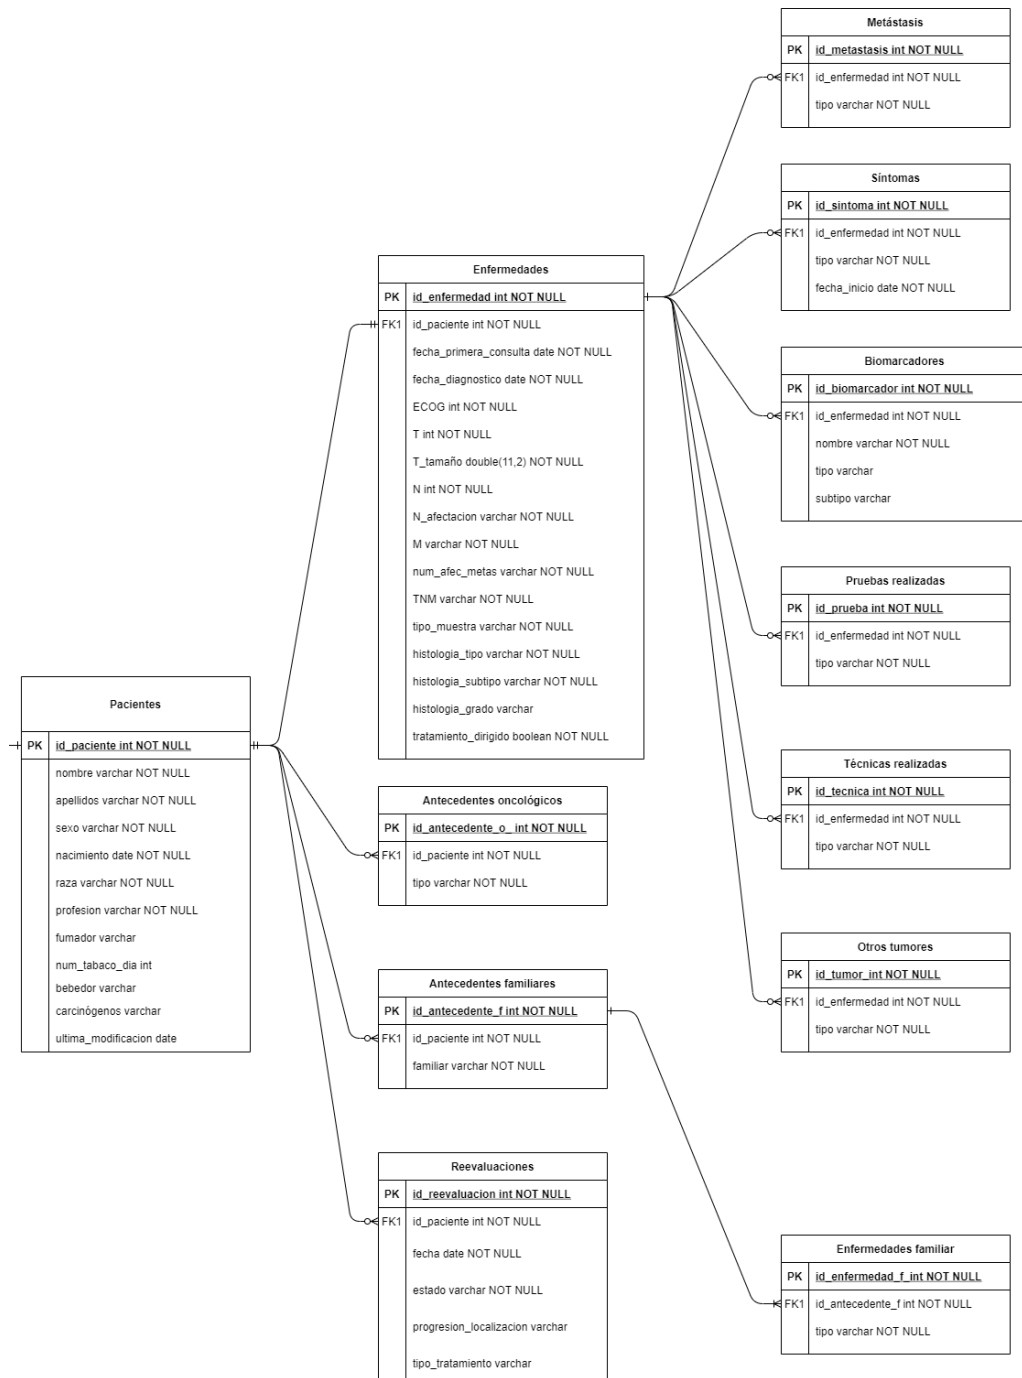 Metástasis
PK id_metastasis int NOT NULL
FK1 id_enfermedad int NOT NULL
tipo varchar NOT NULL
Síntomas
PK id_sintoma int NOT NULL
FK1 id_enfermedad int NOT NULL
tipo varchar NOT NULL
fecha_inicio date NOT NULL
Enfermedades
PK id_enfermedad int NOT NULL
FK1 id_paciente int NOT NULL
fecha_primera_consulta date NOT NULL
fecha_diagnostico date NOT NULL
ECOG int NOT NULL
T int NOT NULL
T_tamaño double(11,2) NOT NULL
N int NOT NULL
N_afectacion varchar NOT NULL
M varchar NOT NULL
num_afec_metas varchar NOT NULL
TNM varchar NOT NULL
tipo_muestra varchar NOT NULL
histologia_tipo varchar NOT NULL
histologia_subtipo varchar NOT NULL
histologia_grado varchar
tratamiento_dirigido boolean NOT NULL
Biomarcadores
PK id_biomarcador int NOT NULL
FK1 id_enfermedad int NOT NULL
nombre varchar NOT NULL
tipo varchar
subtipo varchar
Pruebas realizadas
PK id_prueba int NOT NULL
FK1 id_enfermedad int NOT NULL
tipo varchar NOT NULL
Pacientes
PK id_paciente int NOT NULL
nombre varchar NOT NULL
apellidos varchar NOT NULL
sexo varchar NOT NULL
nacimiento date NOT NULL
raza varchar NOT NULL
profesion varchar NOT NULL
fumador varchar
num_tabaco_dia int
bebedor varchar
carcinógenos varchar
ultima_modificacion date
Técnicas realizadas
PK id_tecnica int NOT NULL
FK1 id_enfermedad int NOT NULL
tipo varchar NOT NULL
Antecedentes oncológicos
PK id_antecedente_o_ int NOT NULL
FK1 id_paciente int NOT NULL
tipo varchar NOT NULL
Otros tumores
PK id_tumor_int NOT NULL
FK1 id_enfermedad int NOT NULL
tipo varchar NOT NULL
Antecedentes familiares
PK id_antecedente_f int NOT NULL
FK1 id_paciente int NOT NULL
familiar varchar NOT NULL
Reevaluaciones
PK id_reevaluacion int NOT NULL
FK1 id_paciente int NOT NULL
fecha date NOT NULL
estado varchar NOT NULL
progresion_localizacion varchar
tipo_tratamiento varchar
Enfermedades familiar
PK id_enfermedad_f_int NOT NULL
FK1 id_antecedente_f int NOT NULL
tipo varchar NOT NULL